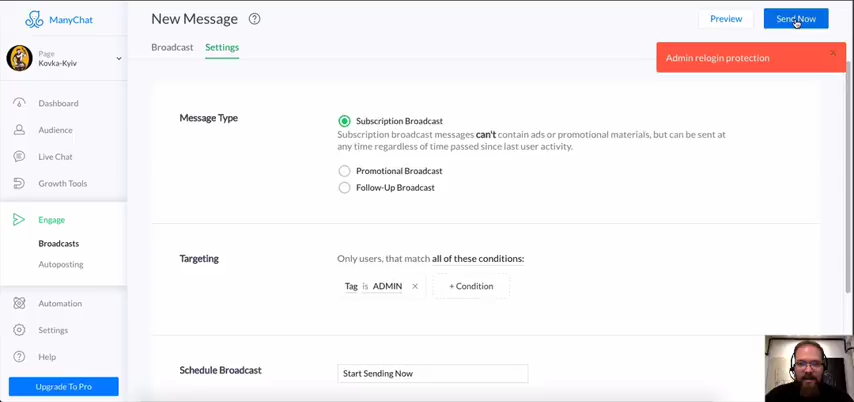 ManyChat
New Message
?
Preview
Send Now
Page
Kovka-Kyiv
Broadcast
Settings
Admin relogin protection
Dashboard
Audience
Live Chat
Growth Tools
Engage
Broadcasts
Autoposting
Automation
Settings
Help
Upgrade To Pro
Message Type
Subscription Broadcast
Subscription broadcast messages can't contain ads or promotional materials, but can be sent at
any time regardless of time passed since last user activity.
Promotional Broadcast
Follow-Up Broadcast
Targeting
Only users, that match all of these conditions:
Tag is ADMIN ×
+ Condition
Schedule Broadcast
Start Sending Now